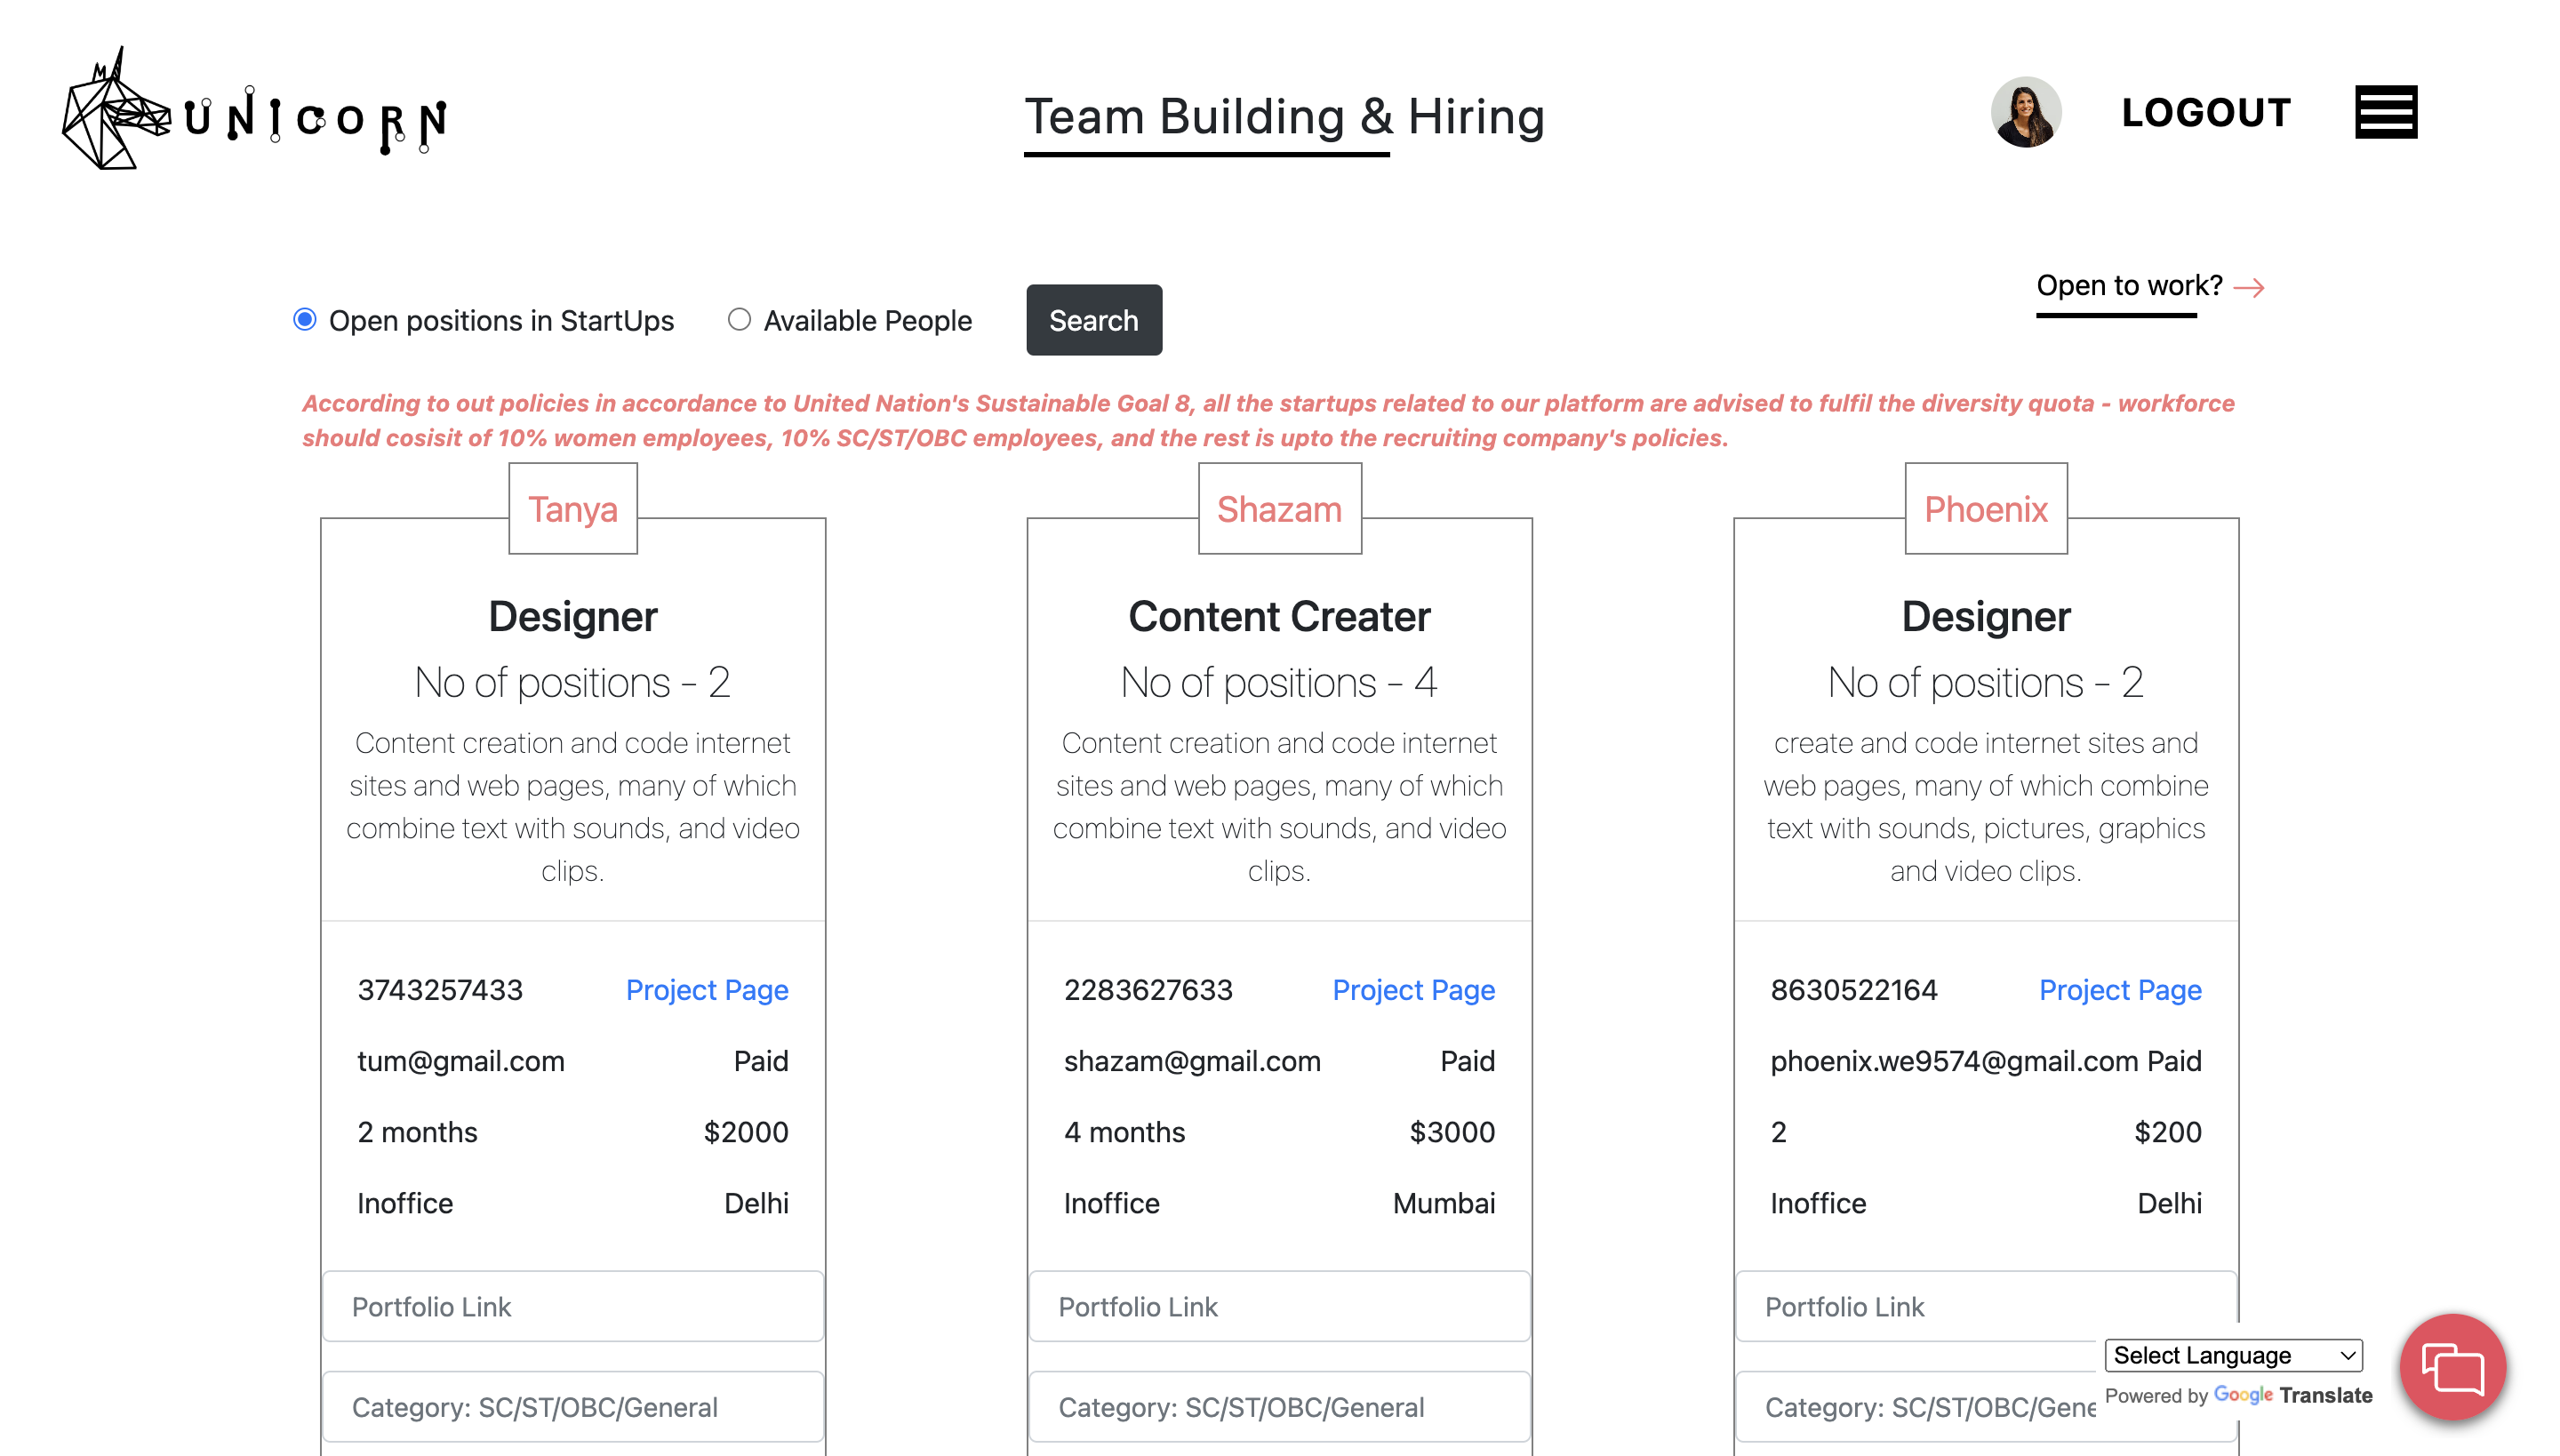 UNICORN
Team Building & Hiring
LOGOUT
Open to work?
Open positions in StartUps
Available People
Search
According to out policies in accordance to United Nation's Sustainable Goal 8, all the startups related to our platform are advised to fulfil the diversity quota - workforce
should cosisit of 10% women employees, 10% SC/ST/OBC employees, and the rest is upto the recruiting company's policies.
Tanya
Designer
No of positions - 2
Content creation and code internet
sites and web pages, many of which
combine text with sounds, and video
clips.
3743257433 Project Page
tum@gmail.com Paid
2 months $2000
Inoffice Delhi
Portfolio Link
Category: SC/ST/OBC/General
Shazam
Content Creater
No of positions - 4
Content creation and code internet
sites and web pages, many of which
combine text with sounds, and video
clips.
2283627633 Project Page
shazam@gmail.com Paid
4 months $3000
Inoffice Mumbai
Portfolio Link
Category: SC/ST/OBC/General
Phoenix
Designer
No of positions - 2
create and code internet sites and
web pages, many of which combine
text with sounds, pictures, graphics
and video clips.
8630522164 Project Page
phoenix.we9574@gmail.com Paid
2 $200
Inoffice Delhi
Portfolio Link
Category: SC/ST/OBC/Gene
Select Language
Powered by Google Translate